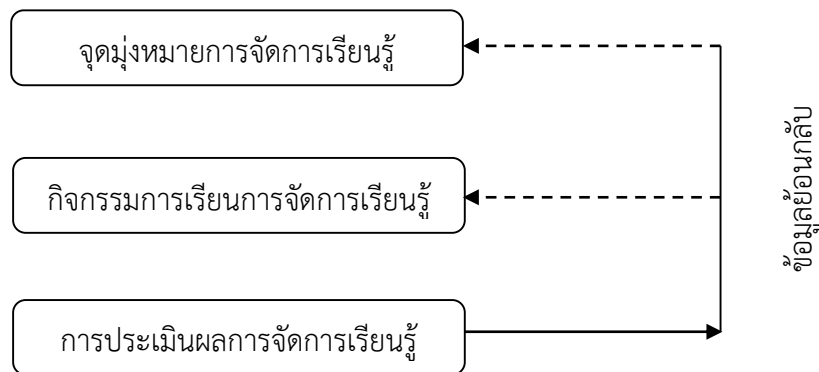 จุดมุ่งหมายการจัดการเรียนรู้
กิจกรรมการเรียนการจัดการเรียนรู้
การประเมินผลการจัดการเรียนรู้
ข้อมูลย้อนกลับ